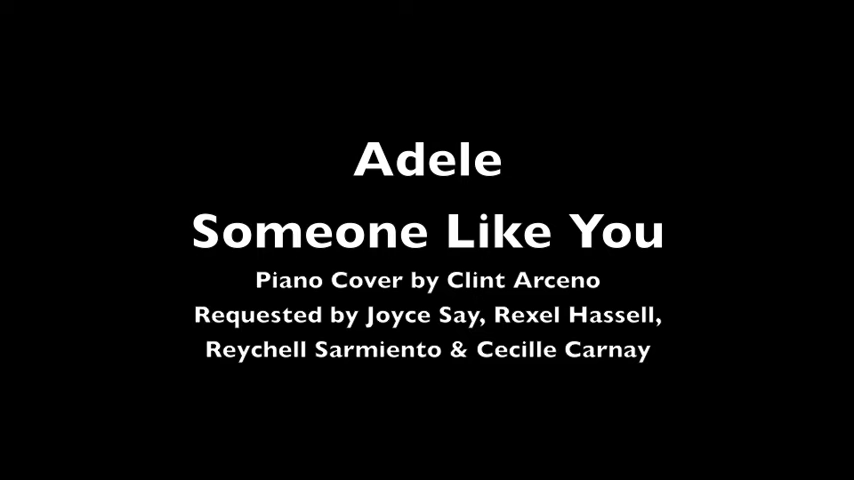 Adele
Someone Like You
Piano Cover by Clint Arceno
Requested by Joyce Say, Rexel Hassell,
Reychell Sarmiento & Cecille Carnay